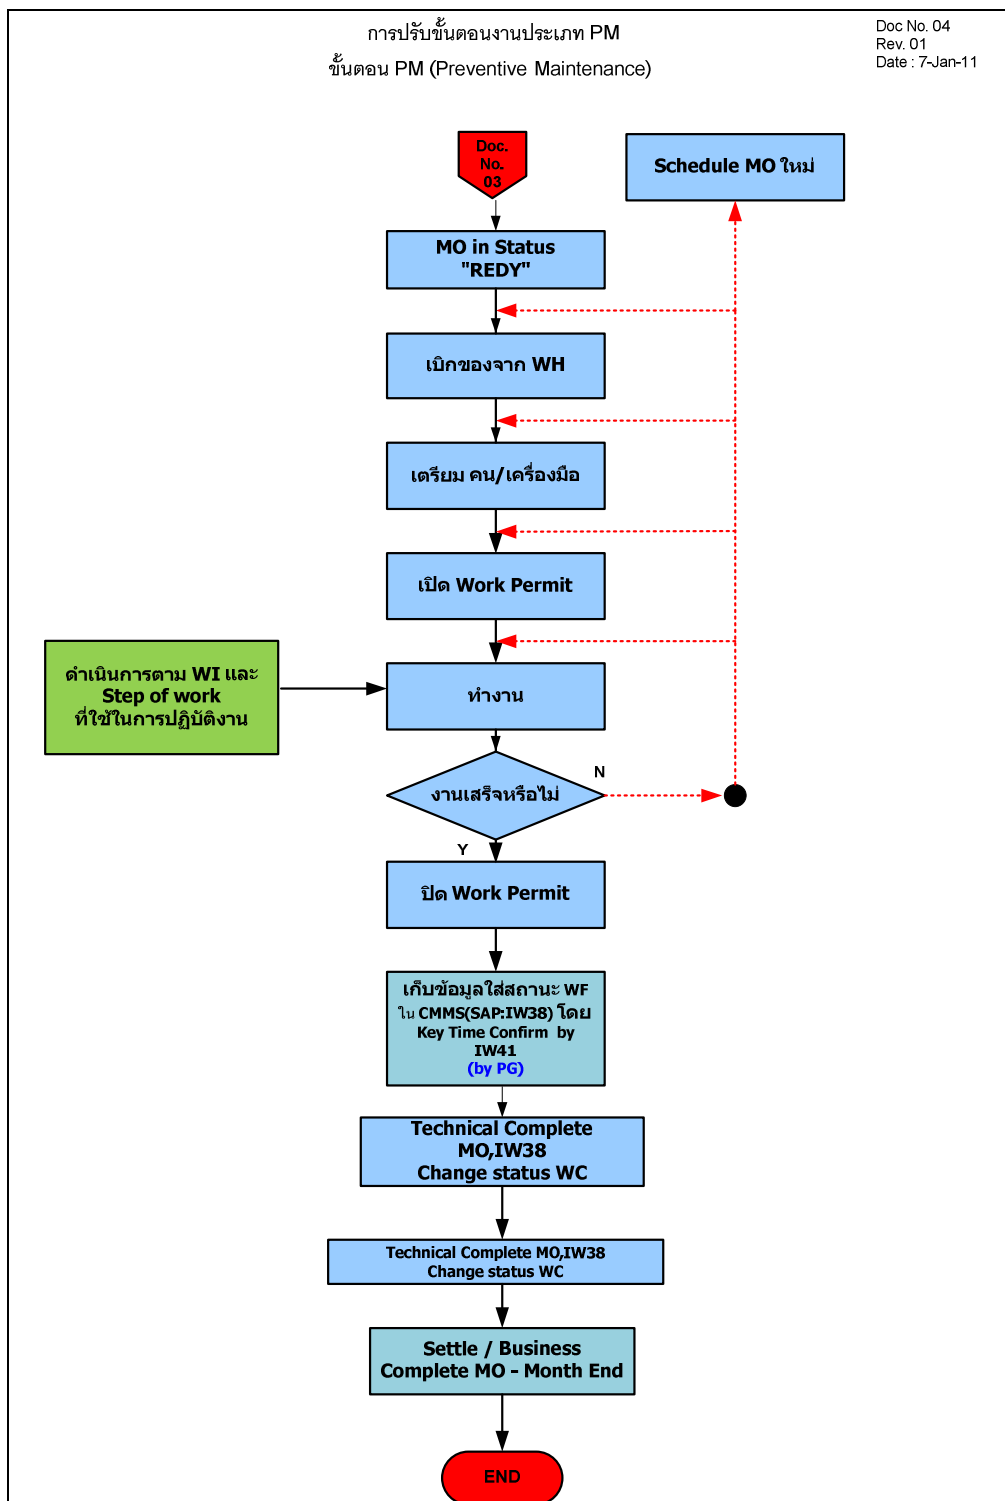 การปรับขั้นตอนงานประเภท PM
ขั้นตอน PM (Preventive Maintenance)
Doc No. 04
Rev. 01
Date : 7-Jan-11
Doc.
No.
03
Schedule MO ใหม่
MO in Status
"REDY"
เบิกของจาก WH
เตรียม คน/เครื่องมือ
เปิด Work Permit
ดำเนินการตาม WI และ
Step of work
ที่ใช้ในการปฏิบัติงาน
ทำงาน
งานเสร็จหรือไม่
N
Y
ปิด Work Permit
เก็บข้อมูลใส่สถานะ WF
ใน CMMS(SAP:IW38) โดย
Key Time Confirm by
IW41
(by PG)
Technical Complete
MO,IW38
Change status WC
Technical Complete MO,IW38
Change status WC
Settle / Business
Complete MO - Month End
END